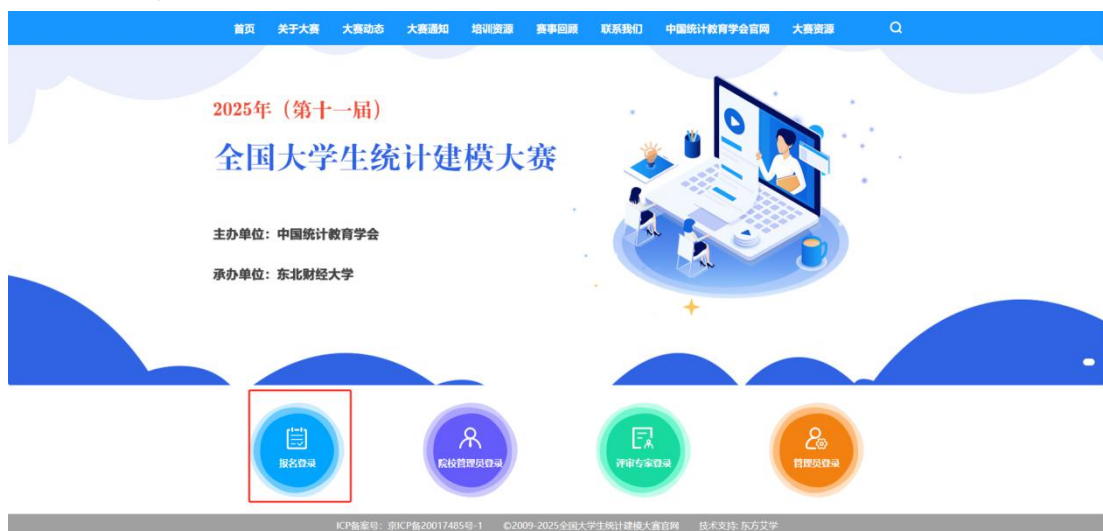 首页 关于大赛 大赛动态 大赛通知 培训资源 赛事回顾 联系我们 中国统计教育学会官网 大赛资源
2025年（第十一届）
全国大学生统计建模大赛
主办单位：中国统计教育学会
承办单位：东北财经大学
报名登录 院校管理员登录 评审专家登录 管理员登录
ICP备案号：京ICP备20017485号-1 ©2009-2025全国大学生统计建模大赛官网 技术支持: 东方艾学